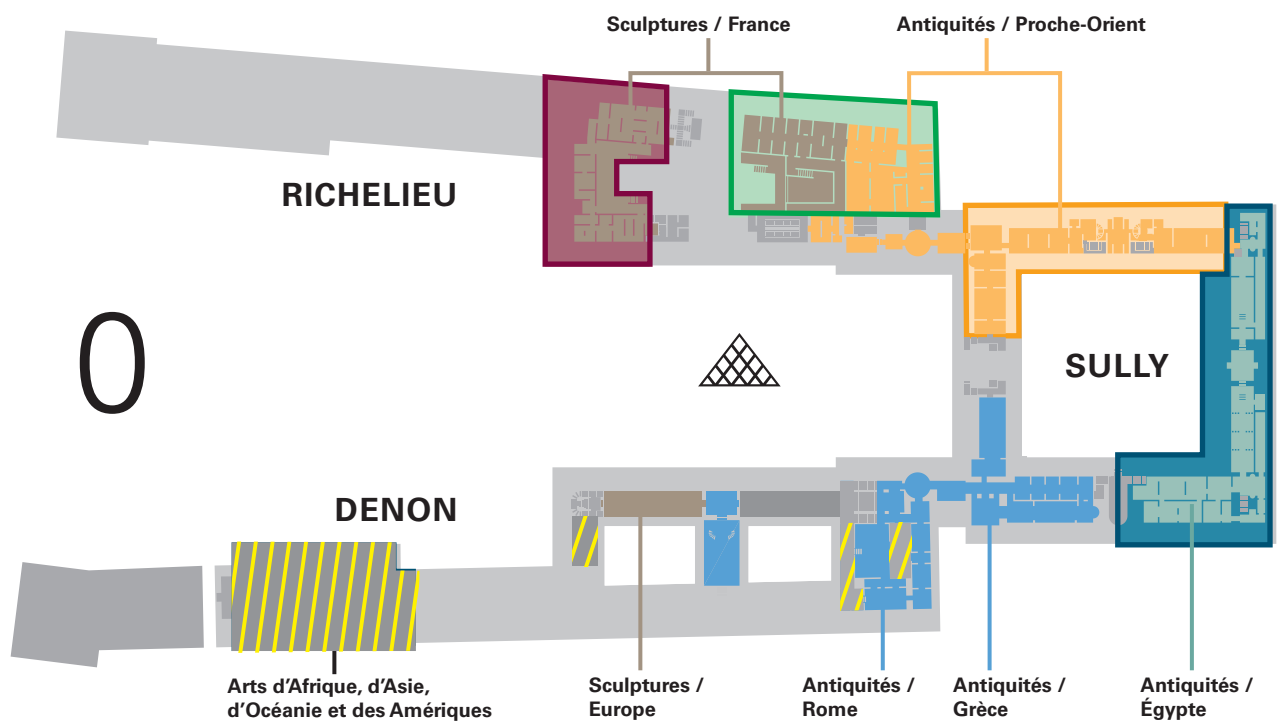 Sculptures / France
Antiquités / Proche-Orient
RICHELIEU
0
SULLY
DENON
Arts d'Afrique, d'Asie,
d'Océanie et des Amériques
Sculptures /
Europe
Antiquités /
Rome
Antiquités /
Grèce
Antiquités /
Égypte